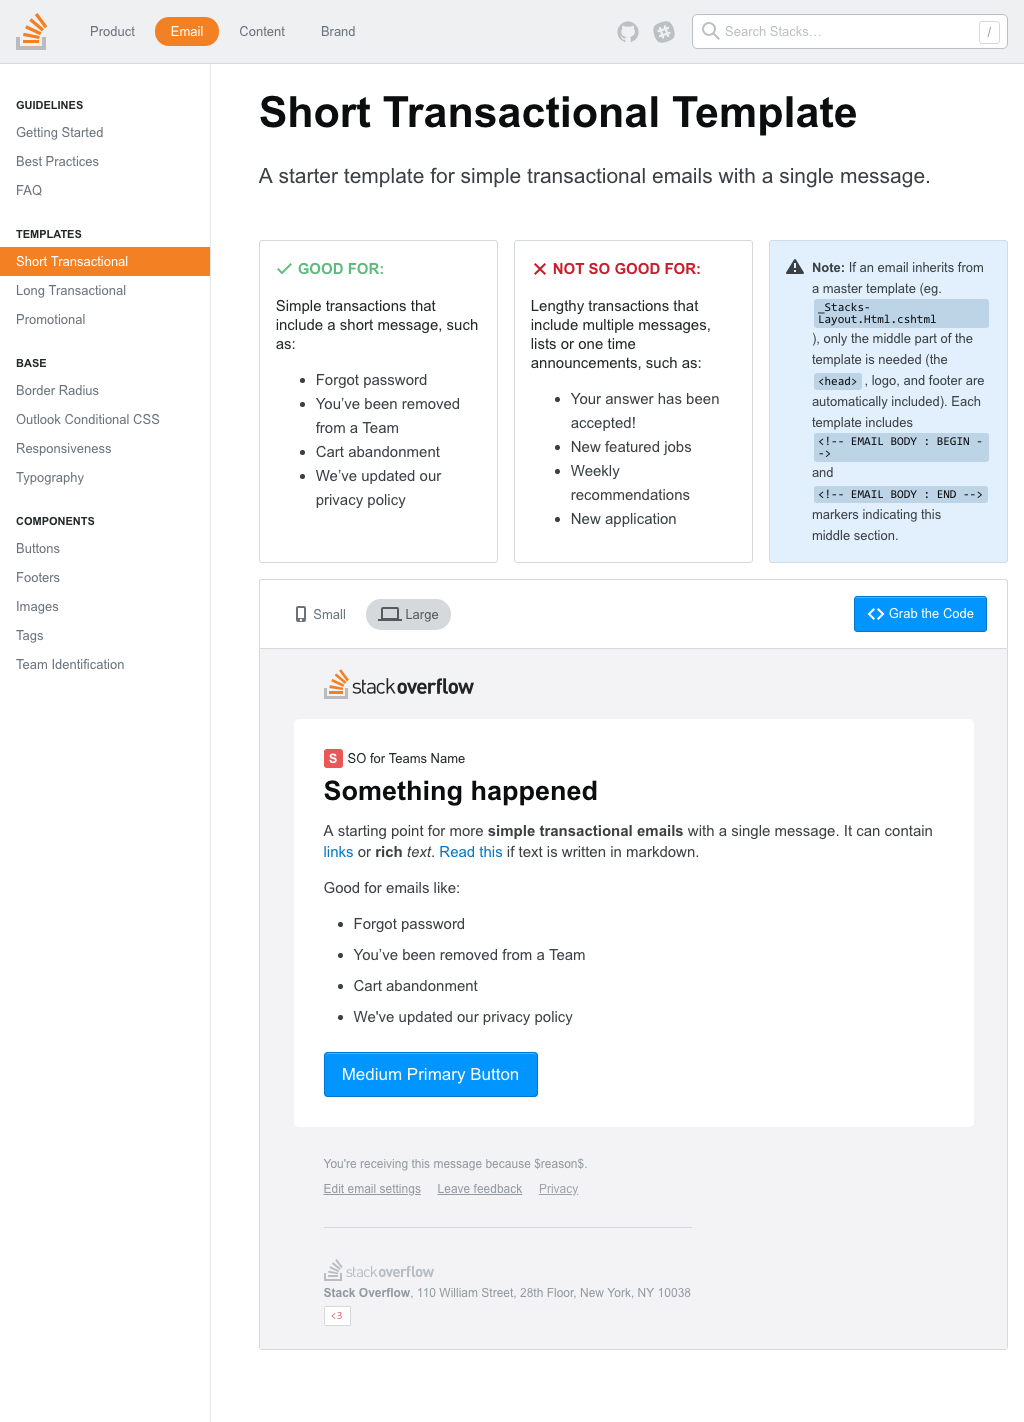 Product Email Content Brand Search Stacks… /
GUIDELINES
Getting Started
Best Practices
FAQ
TEMPLATES
Short Transactional
Long Transactional
Promotional
BASE
Border Radius
Outlook Conditional CSS
Responsiveness
Typography
COMPONENTS
Buttons
Footers
Images
Tags
Team Identification
Short Transactional Template
A starter template for simple transactional emails with a single message.
GOOD FOR:
Simple transactions that
include a short message, such
as:
• Forgot password
• You’ve been removed
from a Team
• Cart abandonment
• We’ve updated our
privacy policy
NOT SO GOOD FOR:
Lengthy transactions that
include multiple messages,
lists or one time
announcements, such as:
• Your answer has been
accepted!
• New featured jobs
• Weekly
recommendations
• New application
Note: If an email inherits from
a master template (eg.
_Stacks-
Layout.Html.cshtml
), only the middle part of the
template is needed (the
<head> , logo, and footer are
automatically included). Each
template includes
<!-- EMAIL BODY : BEGIN -
->
and
<!-- EMAIL BODY : END -->
markers indicating this
middle section.
Small Large Grab the Code
stackoverflow
S SO for Teams Name
Something happened
A starting point for more simple transactional emails with a single message. It can contain
links or rich text. Read this if text is written in markdown.
Good for emails like:
• Forgot password
• You’ve been removed from a Team
• Cart abandonment
• We've updated our privacy policy
Medium Primary Button
You're receiving this message because $reason$.
Edit email settings Leave feedback Privacy
stackoverflow
Stack Overflow, 110 William Street, 28th Floor, New York, NY 10038
<3